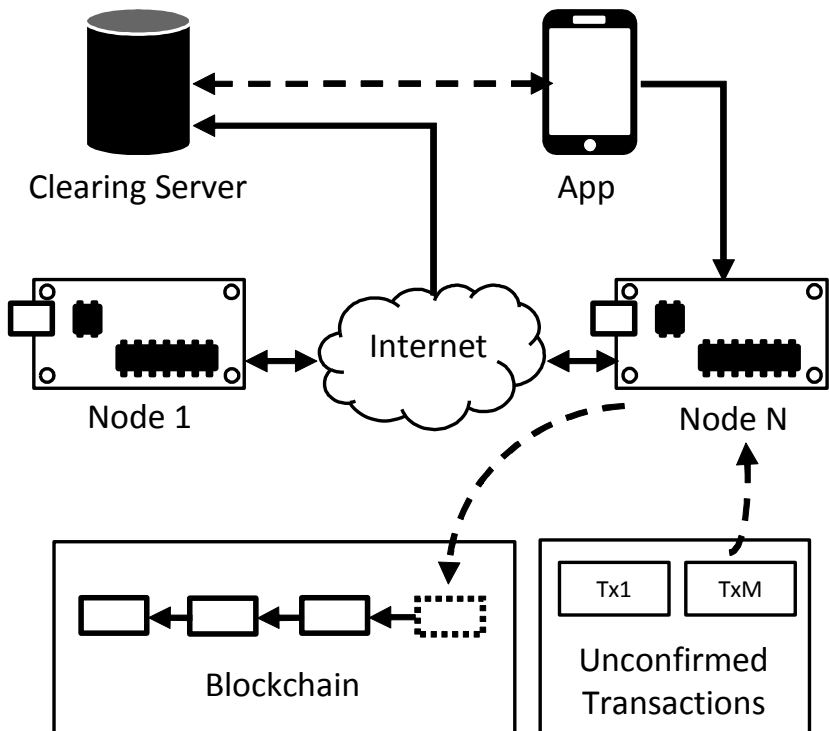 Clearing Server
App
Internet
Node 1
Node N
Tx1
TxM
Blockchain
Unconfirmed
Transactions